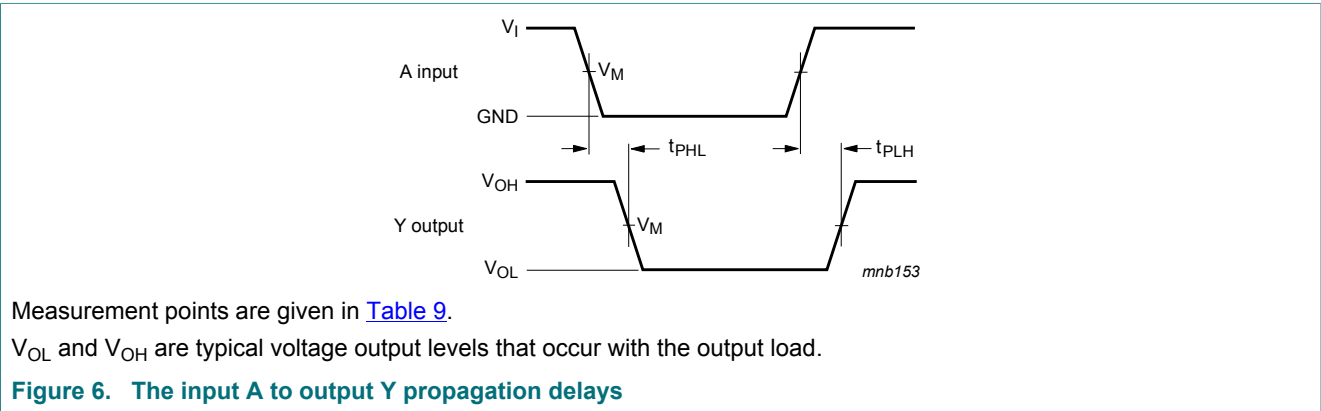 V_I
A input
V_M
GND
t_PHL
t_PLH
V_OH
Y output
V_M
V_OL
mnb153
Measurement points are given in Table 9.
V_OL and V_OH are typical voltage output levels that occur with the output load.
Figure 6. The input A to output Y propagation delays